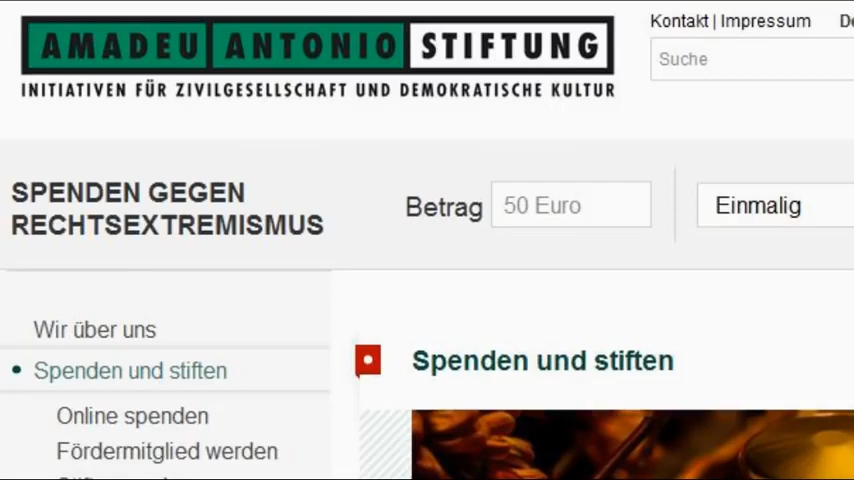 AMADEU ANTONIO STIFTUNG
INITIATIVEN FÜR ZIVILGESELLSCHAFT UND DEMOKRATISCHE KULTUR
Kontakt | Impressum
Suche
SPENDEN GEGEN
RECHTSEXTREMISMUS
Betrag 50 Euro Einmalig
Wir über uns
Spenden und stiften
Online spenden
Fördermitglied werden
Spenden und stiften